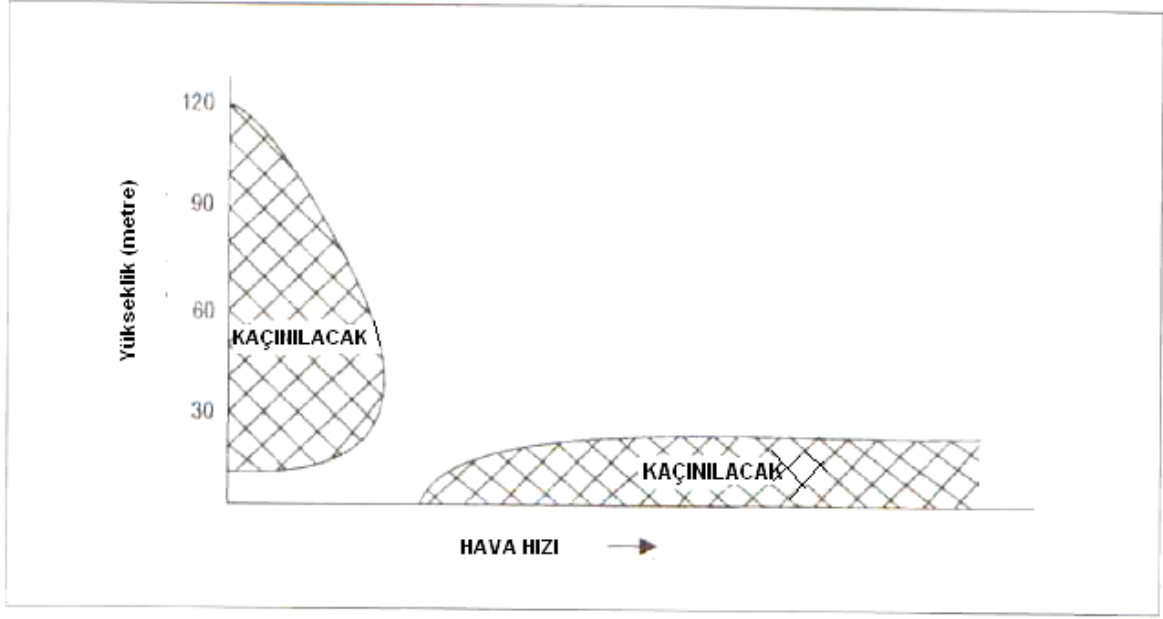 120
90
60
30
Yükseklik (metre)
KAÇINILACAK
KAÇINILACAK
HAVA HIZI